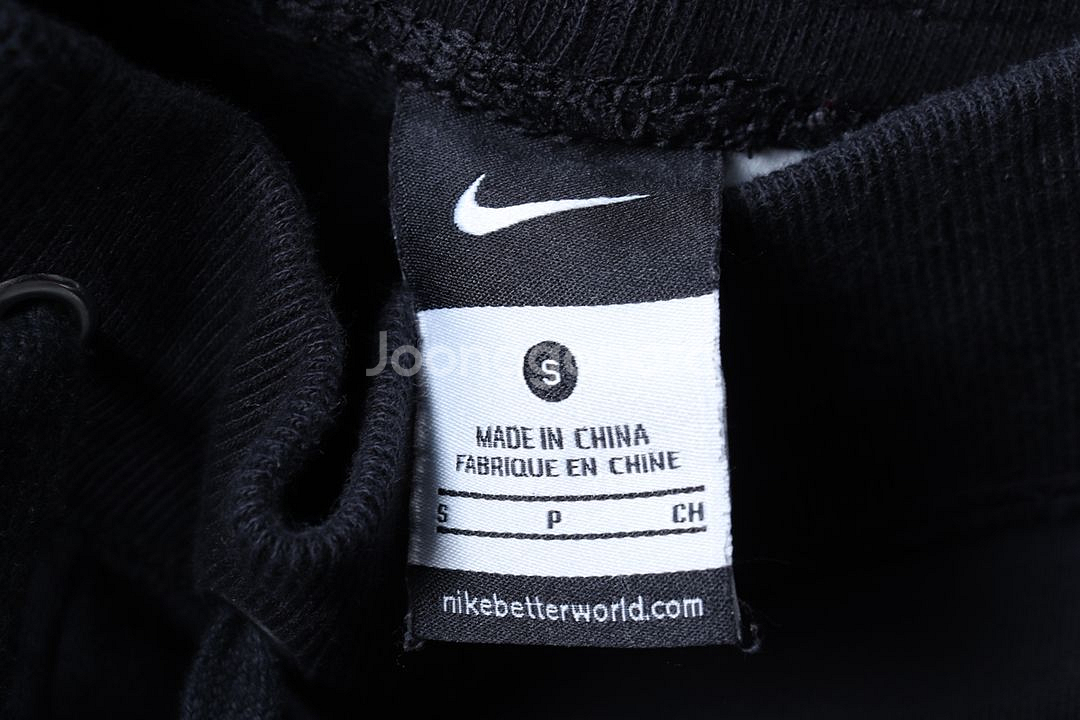 S
MADE IN CHINA
FABRIQUE EN CHINE
S P CH
nikebetterworld.com